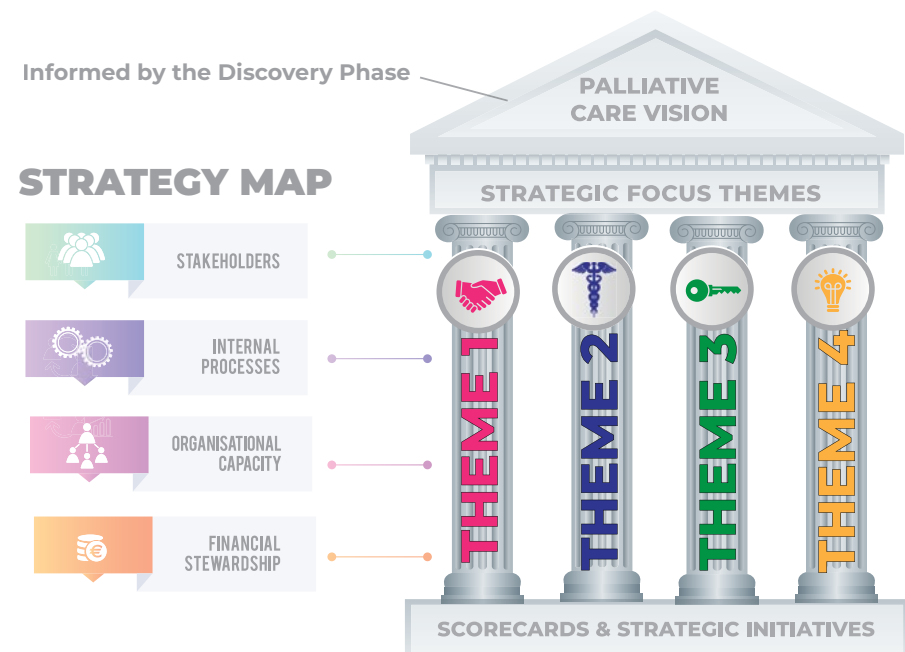 Informed by the Discovery Phase
PALLIATIVE
CARE VISION
STRATEGY MAP
STRATEGIC FOCUS THEMES
STAKEHOLDERS
INTERNAL
PROCESSES
ORGANISATIONAL
CAPACITY
FINANCIAL
STEWARDSHIP
THEME 1
THEME 2
THEME 3
THEME 4
SCORECARDS & STRATEGIC INITIATIVES